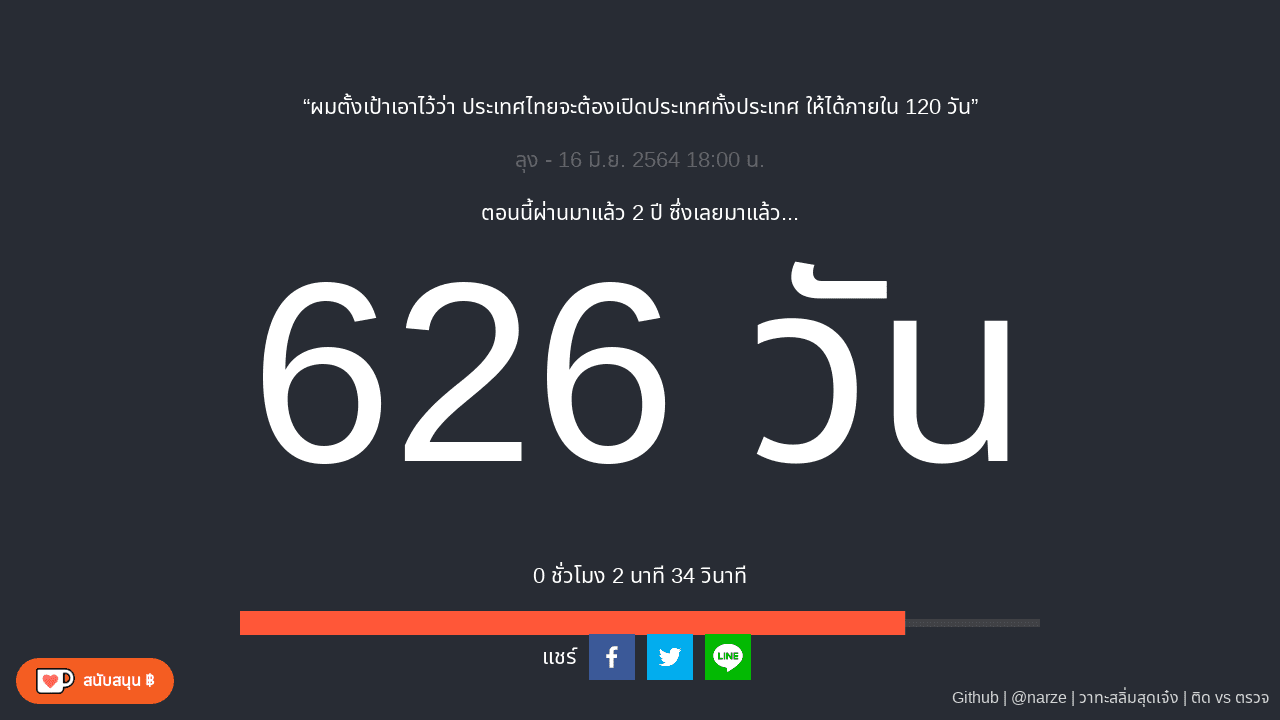 “ผมตั้งเป้าเอาไว้ว่า ประเทศไทยจะต้องเปิดประเทศทั้งประเทศ ให้ได้ภายใน 120 วัน”
ลุง - 16 มิ.ย. 2564 18:00 น.
ตอนนี้ผ่านมาแล้ว 2 ปี ซึ่งเลยมาแล้ว...
626 วัน
0 ชั่วโมง 2 นาที 34 วินาที
แชร์
LINE
สนับสนุน ฿
Github | @narze | วาทะสลิ่มสุดเจ๋ง | ติด vs ตรวจ